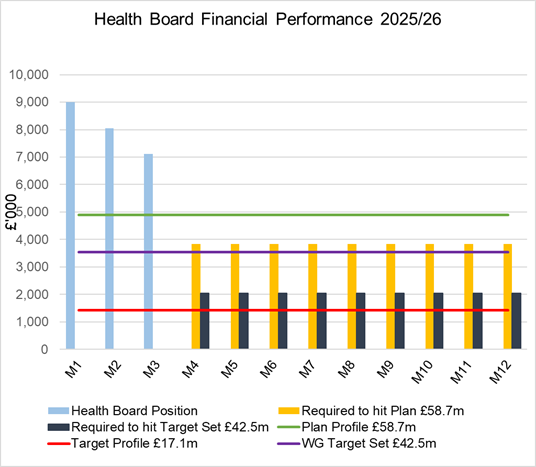 Health Board Financial Performance 2025/26
10,000
9,000
8,000
7,000
6,000
5,000
4,000
3,000
2,000
1,000
0
£'000
M1 M2 M3 M4 M5 M6 M7 M8 M9 M10 M11 M12
Health Board Position Required to hit Plan £58.7m
Required to hit Target Set £42.5m Plan Profile £58.7m
Target Profile £17.1m WG Target Set £42.5m